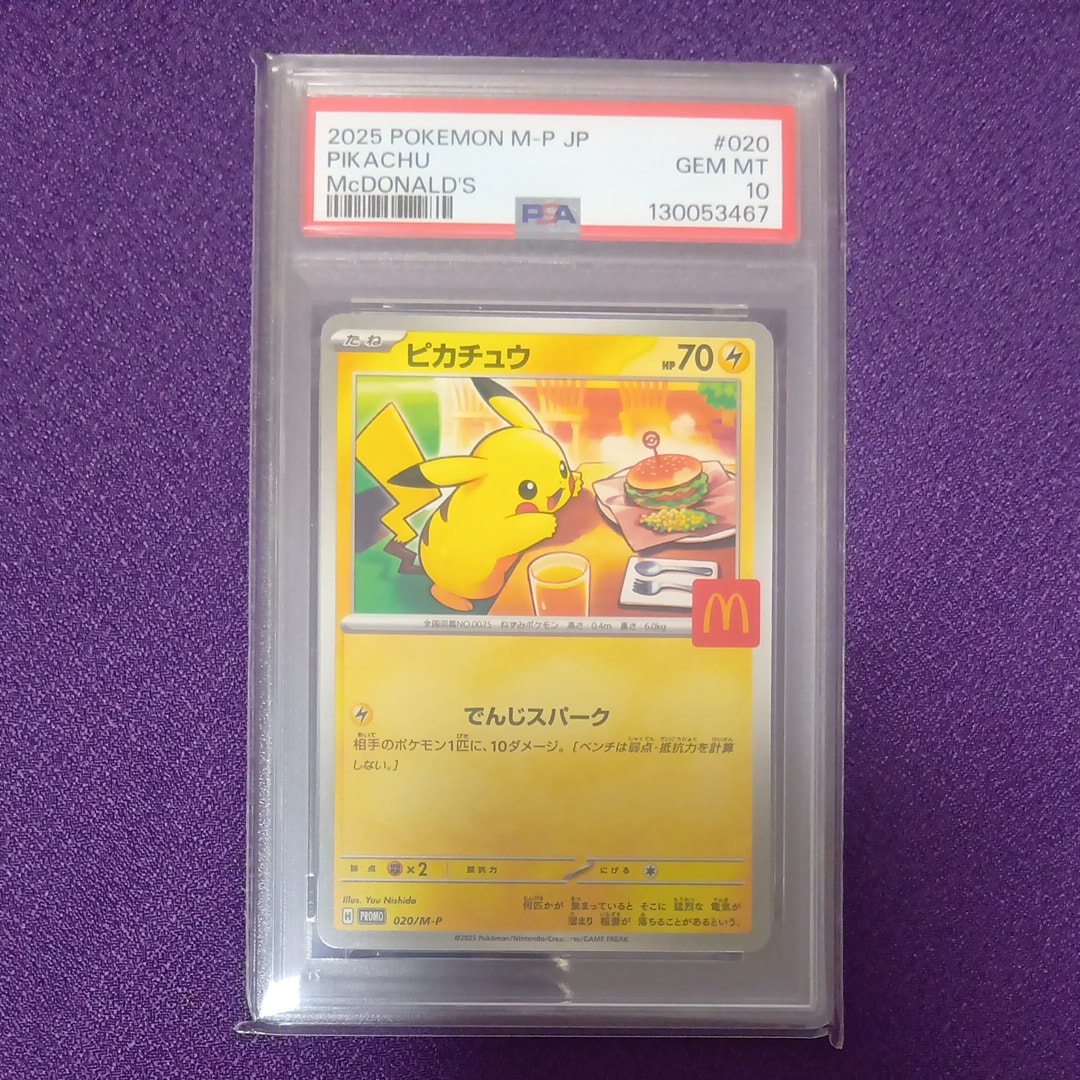 2025 POKEMON M-P JP #020
PIKACHU GEM MT
McDONALD'S 10
PSA 130053467
たね ピカチュウ HP70
全国図鑑NO.0025 ねずみポケモン 高さ:0.4m 重さ:6.0kg
M
でんじスパーク
相手のポケモン1匹に、10ダメージ。[ベンチは弱点・抵抗力を計算
しない。]
弱点 ×2 抵抗力 にげる
Illus. You Nishida
何匹かが 集まっていると そこに 猛烈な 電気が
溜まり 稲妻が 落ちることがあるという。
H PROMO 020/M-P
©2025 Pokémon/Nintendo/Creatures/GAME FREAK